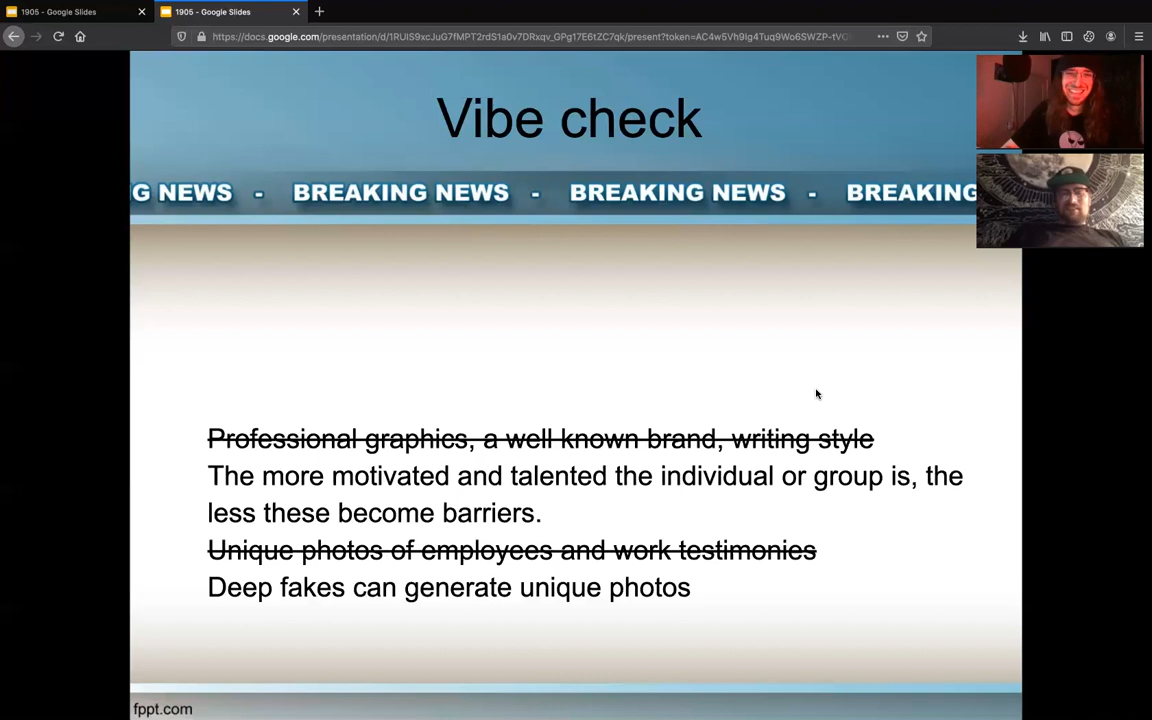 1905 - Google Slides
1905 - Google Slides
Vibe check
G NEWS - BREAKING NEWS - BREAKING NEWS - BREAKING
Professional graphics, a well known brand, writing style
The more motivated and talented the individual or group is, the
less these become barriers.
Unique photos of employees and work testimonies
Deep fakes can generate unique photos
fppt.com